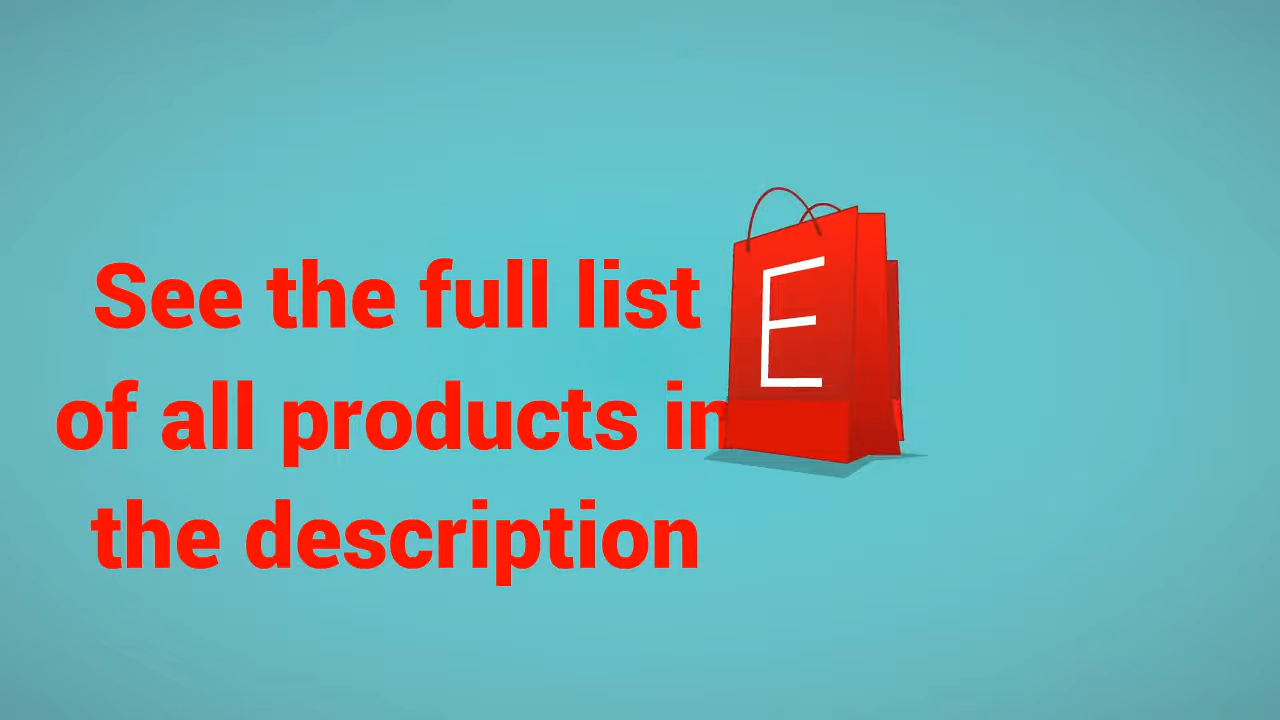 See the full list
of all products in
the description
E